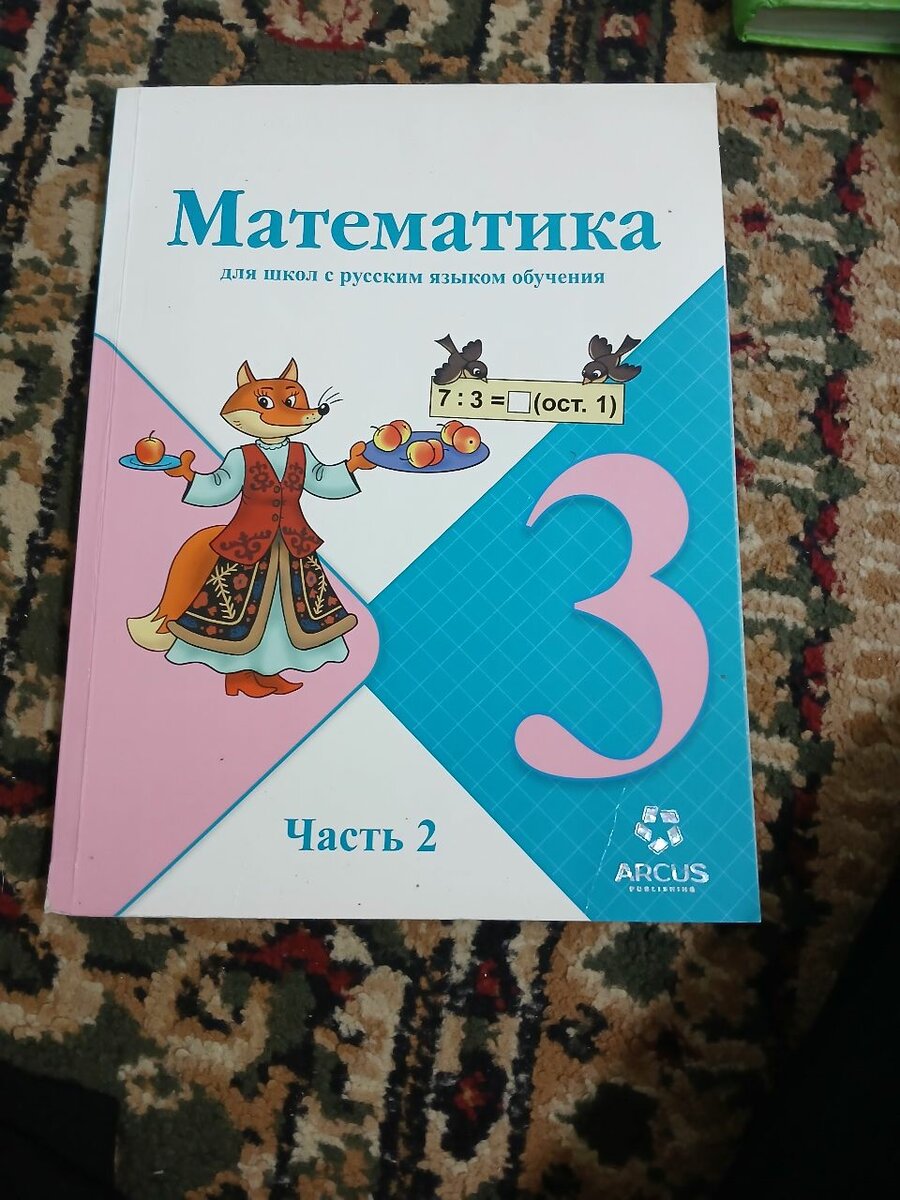 Математика
для школ с русским языком обучения
7 : 3 = (ост. 1)
3
Часть 2
ARCUS
PUBLISHING